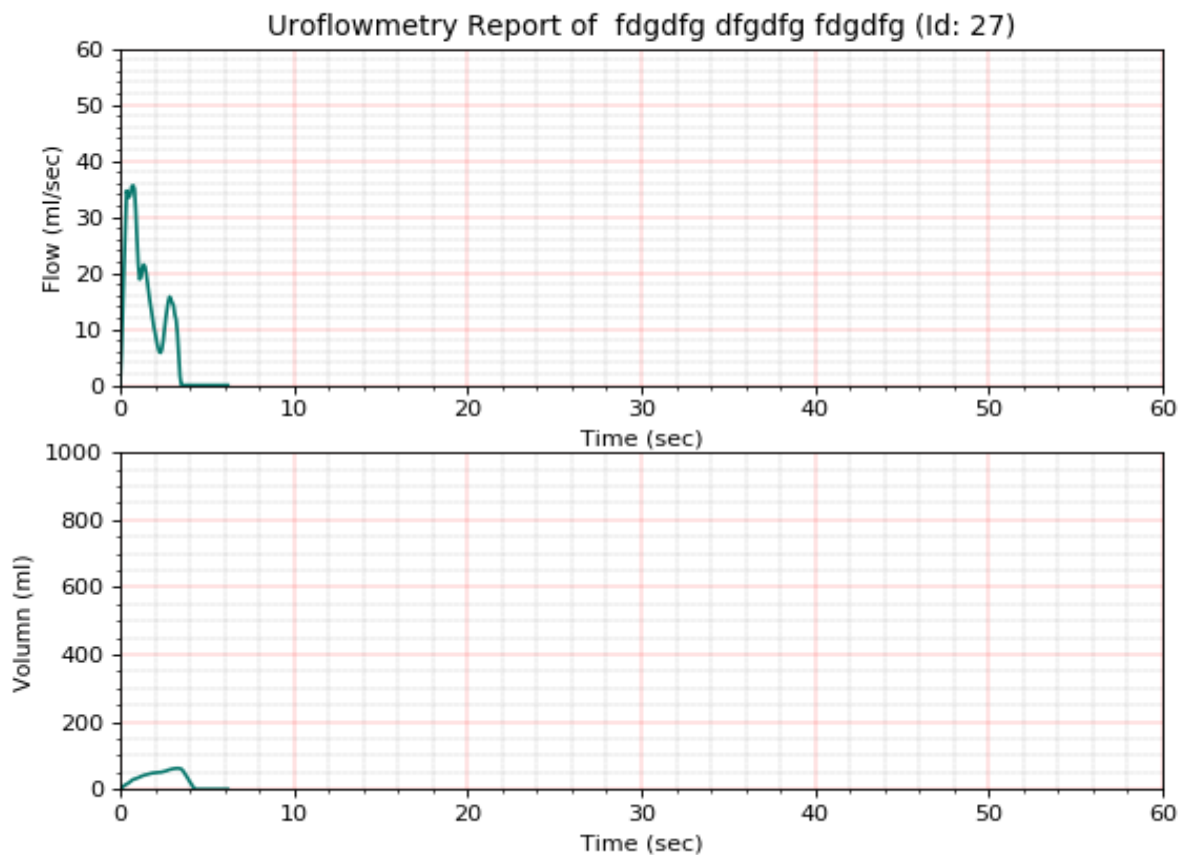 Uroflowmetry Report of  fdgdfg dfgdfg fdgdfg (Id: 27)
60
50
40
30
20
10
0
Flow (ml/sec)
0 10 20 30 40 50 60
Time (sec)
1000
800
600
400
200
0
Volumn (ml)
0 10 20 30 40 50 60
Time (sec)